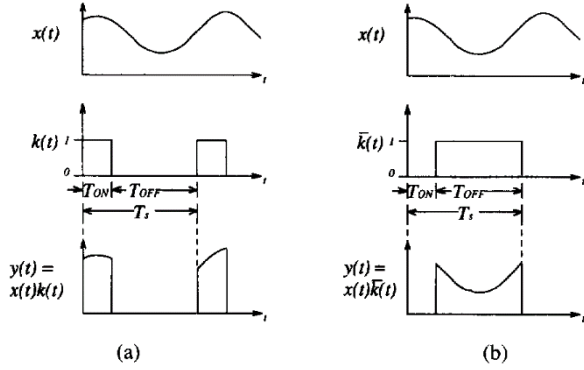 x(t)
t
k(t)
1
0
t
TON TOFF
Ts
y(t) =
x(t)k(t)
t
(a)
x(t)
t
k̅(t)
1
0
t
TON TOFF
Ts
y(t) =
x(t)k̅(t)
t
(b)